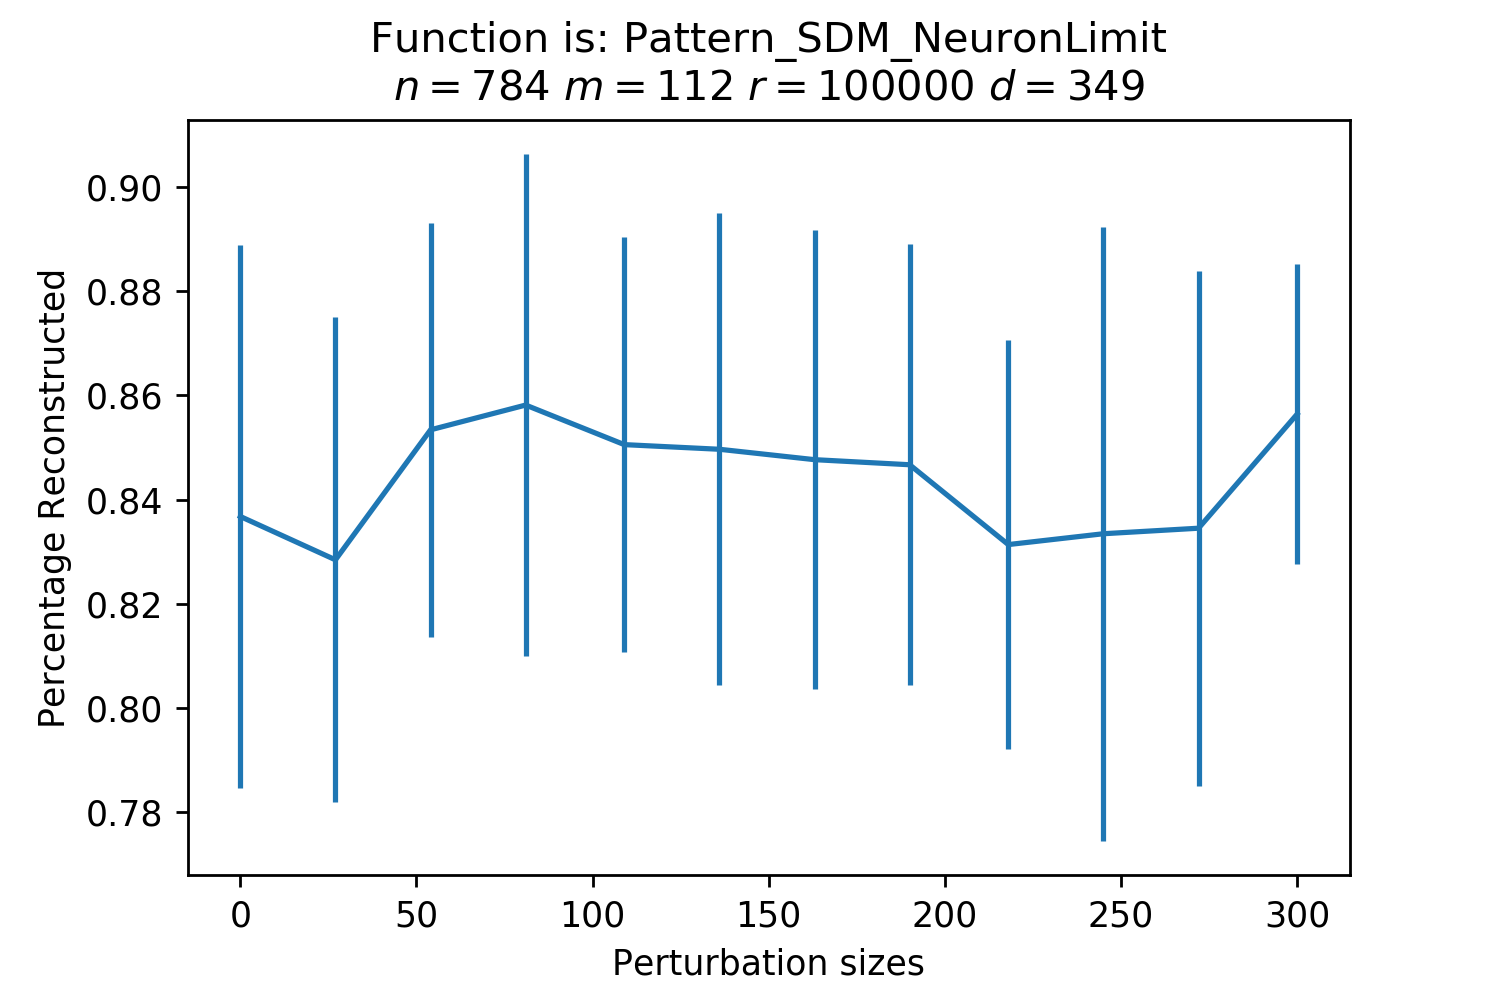 Function is: Pattern_SDM_NeuronLimit
n = 784 m = 112 r = 100000 d = 349
Percentage Reconstructed
0.90
0.88
0.86
0.84
0.82
0.80
0.78
0 50 100 150 200 250 300
Perturbation sizes